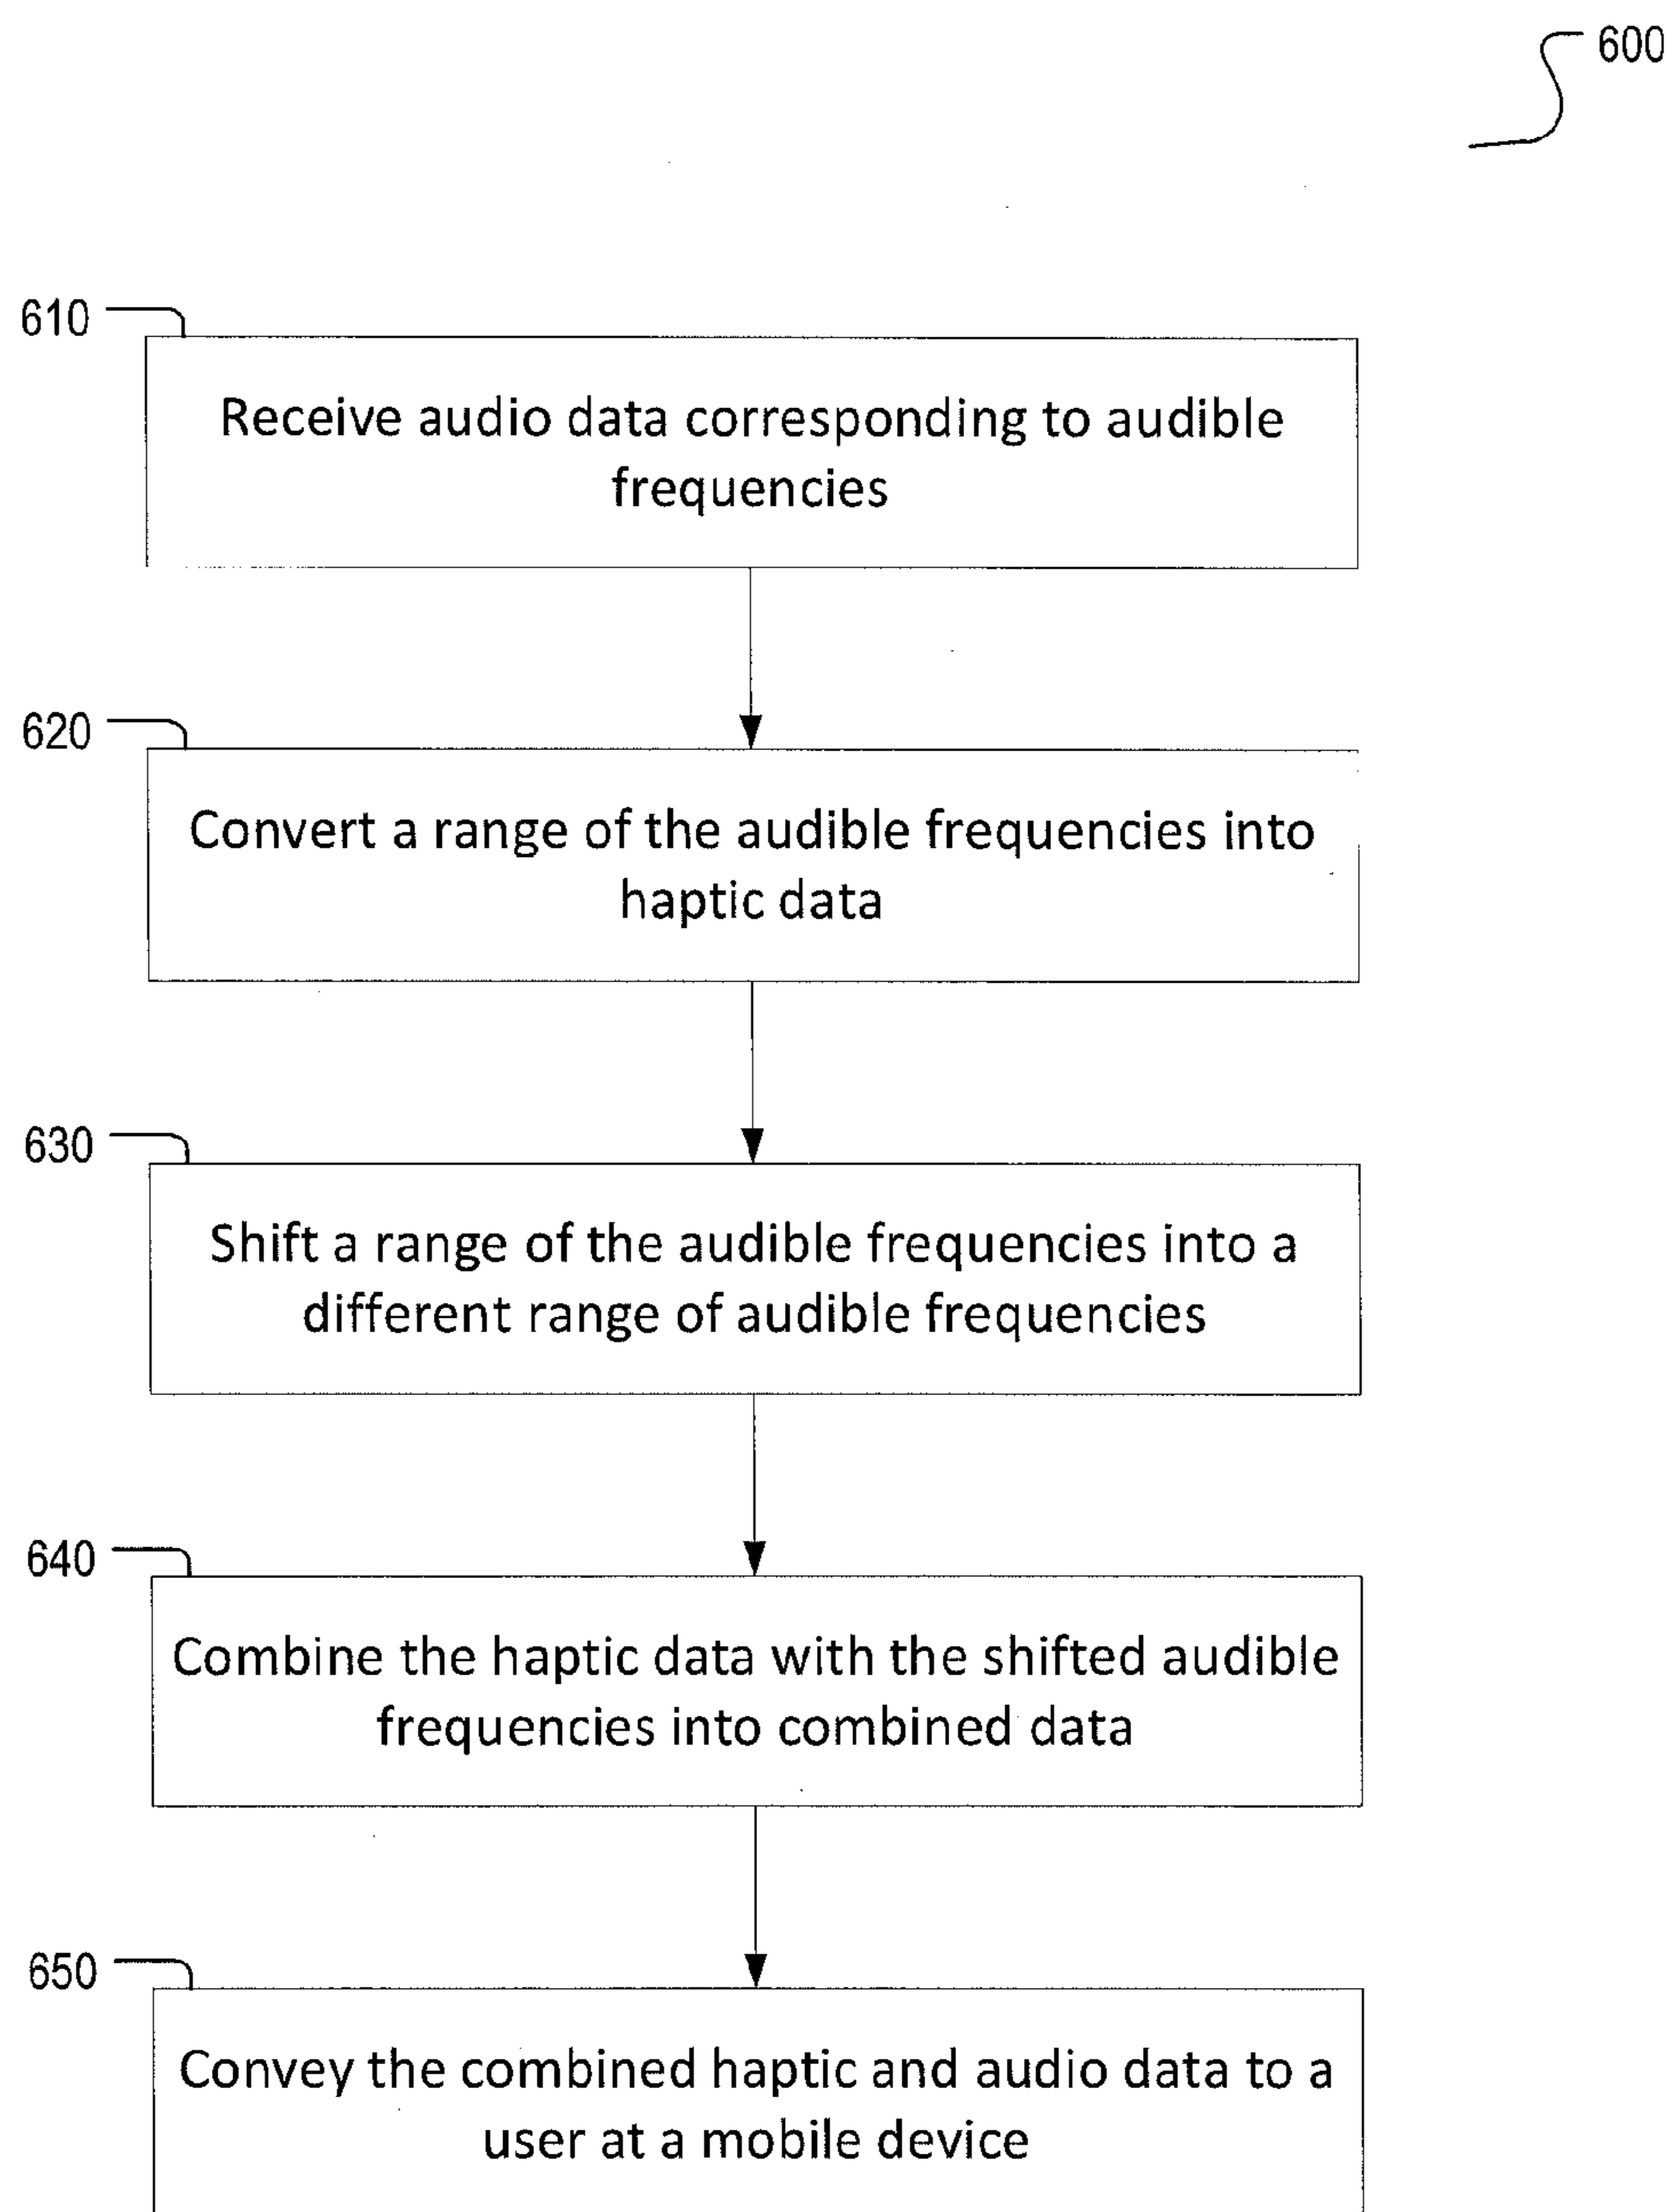 600
610
Receive audio data corresponding to audible
frequencies
620
Convert a range of the audible frequencies into
haptic data
630
Shift a range of the audible frequencies into a
different range of audible frequencies
640
Combine the haptic data with the shifted audible
frequencies into combined data
650
Convey the combined haptic and audio data to a
user at a mobile device